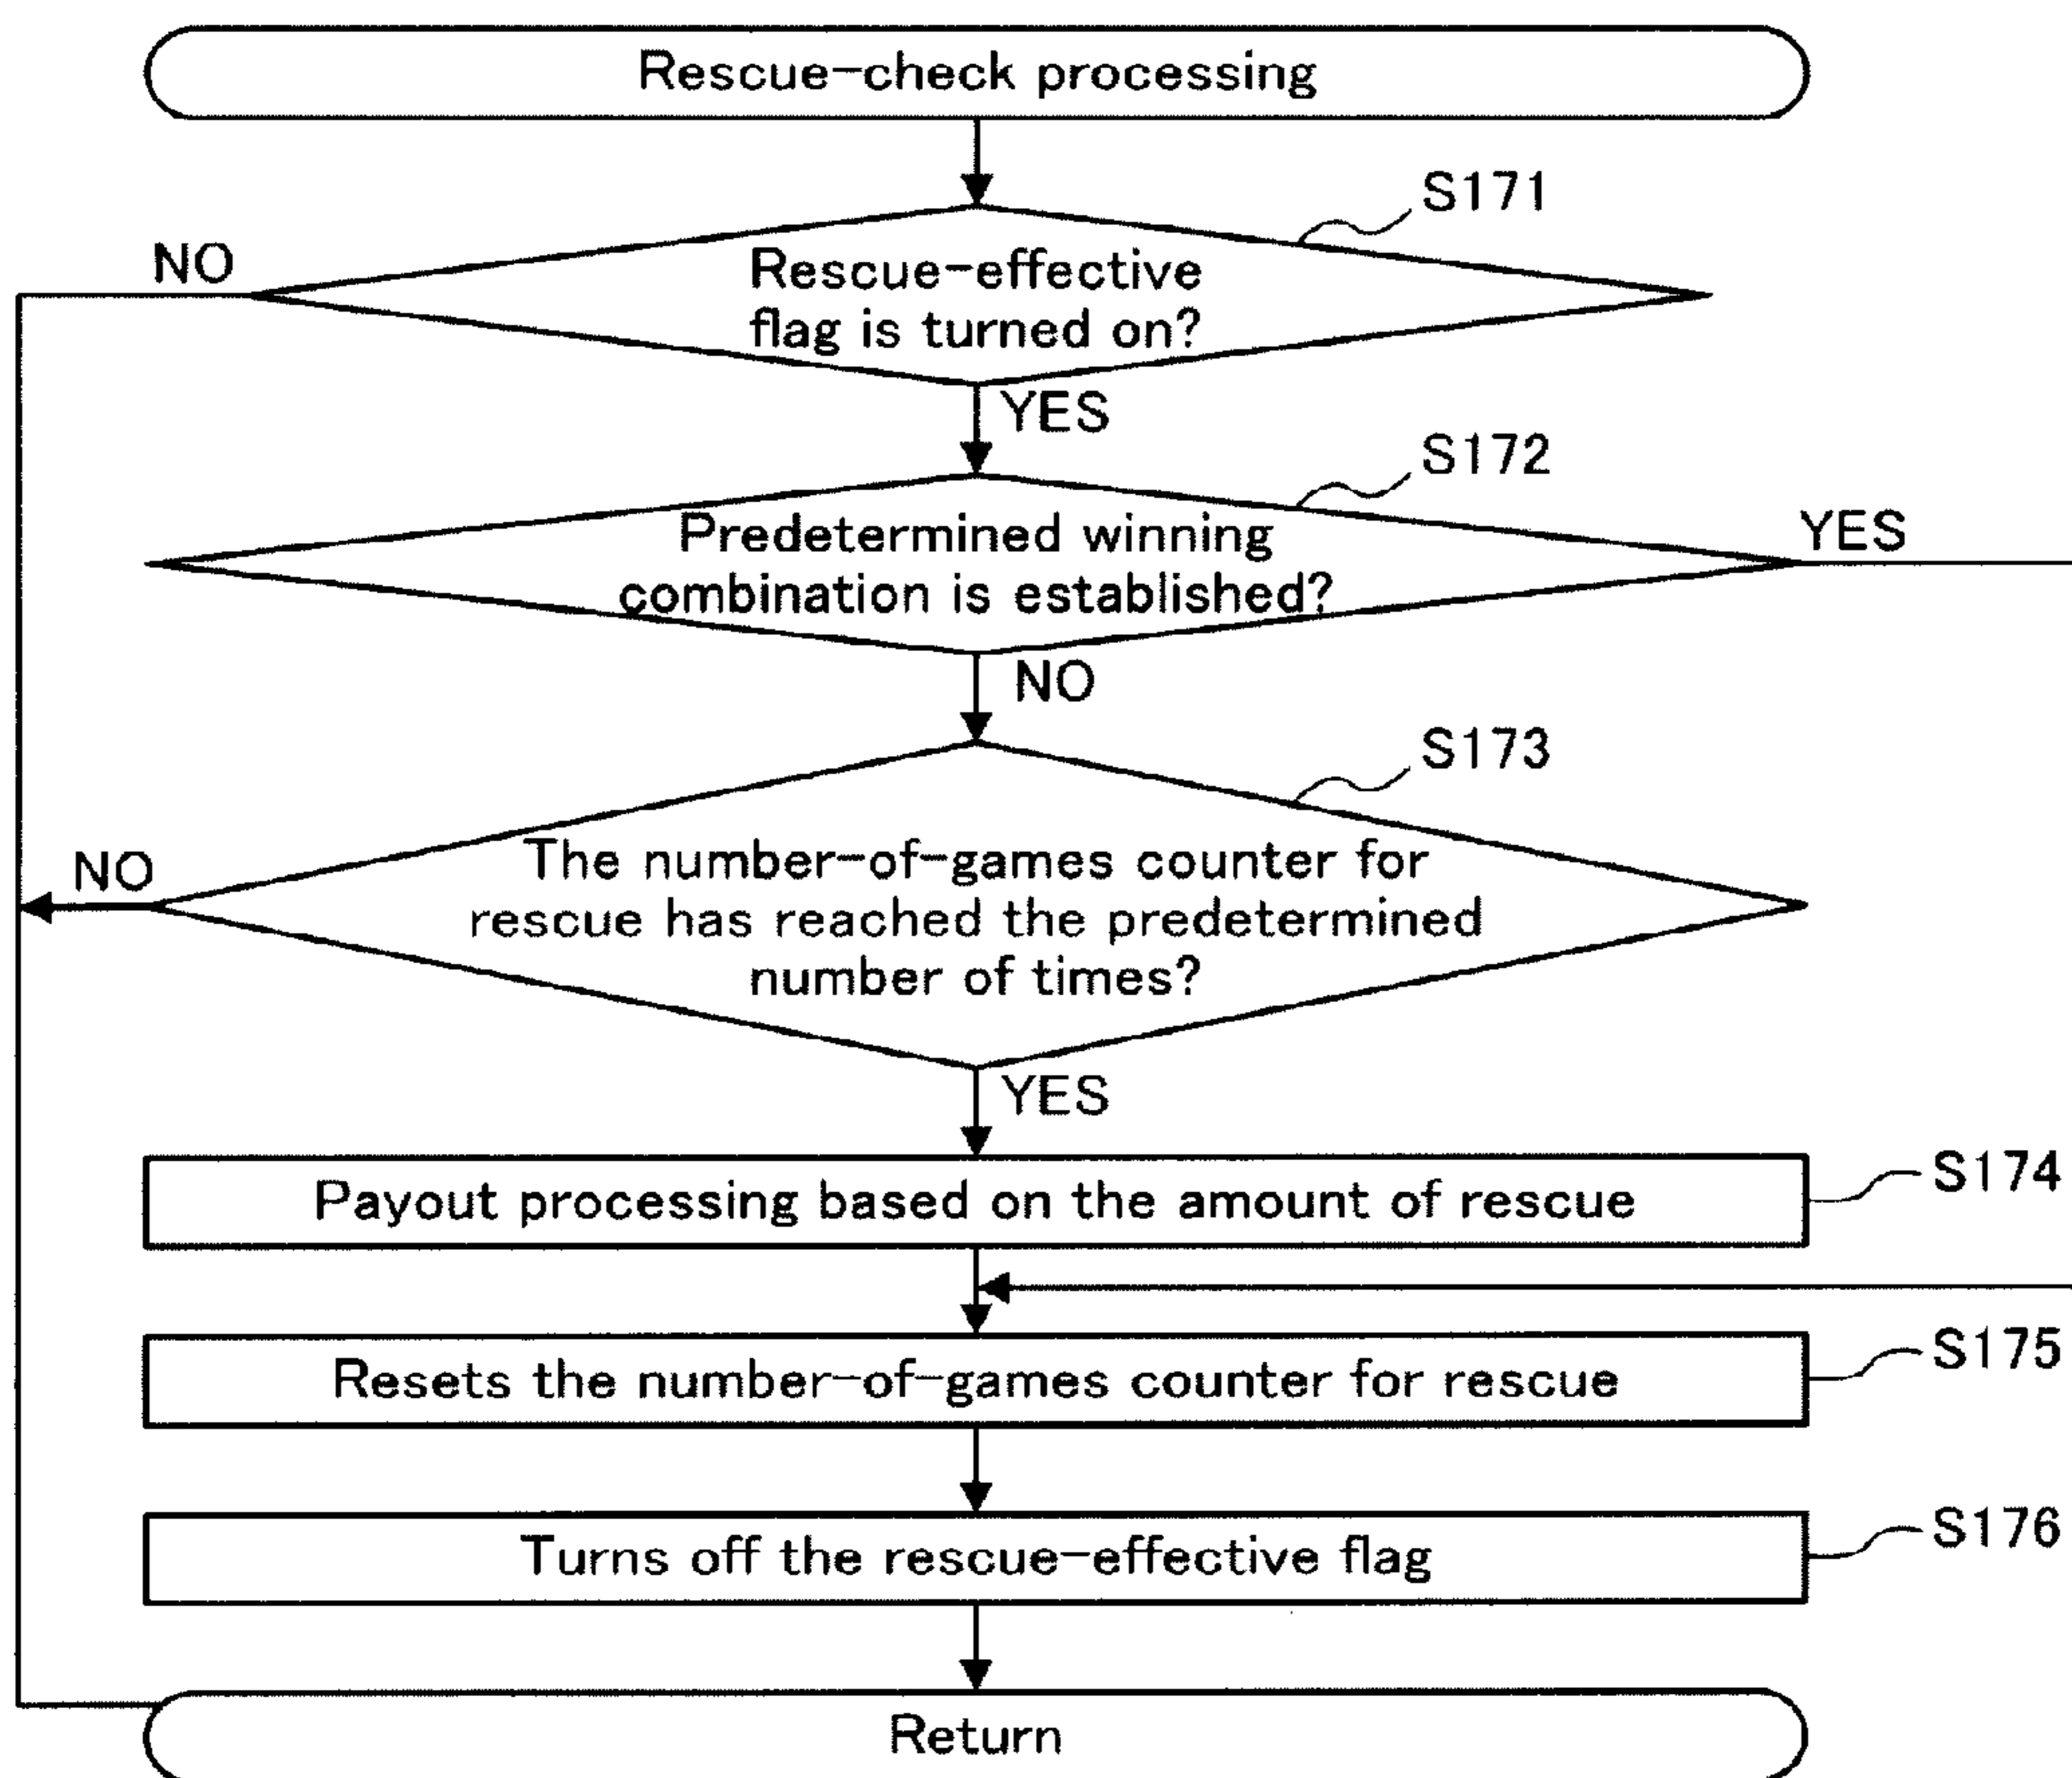 Rescue-check processing
S171
NO
Rescue-effective
flag is turned on?
YES
S172
Predetermined winning
combination is established?
YES
NO
S173
NO
The number-of-games counter for
rescue has reached the predetermined
number of times?
YES
Payout processing based on the amount of rescue
S174
Resets the number-of-games counter for rescue
S175
Turns off the rescue-effective flag
S176
Return